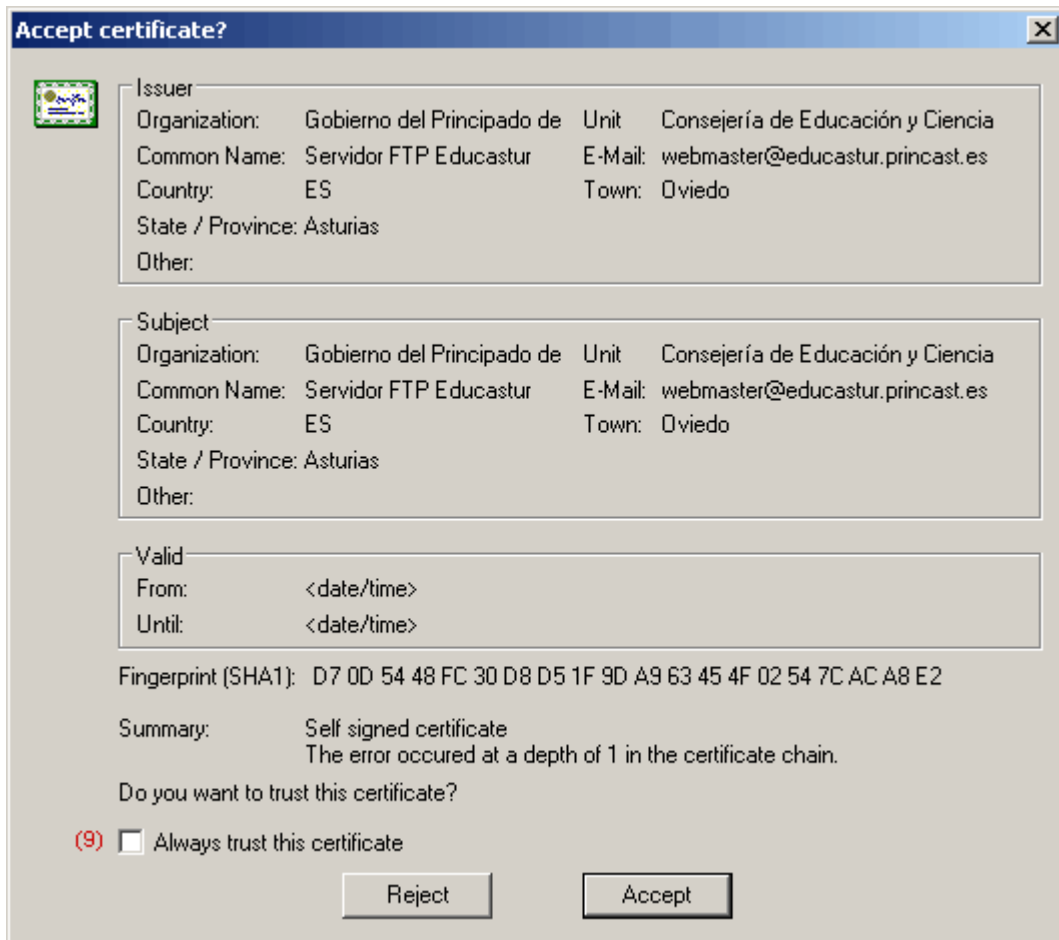 Accept certificate?
Issuer
Organization: Gobierno del Principado de Unit Consejería de Educación y Ciencia
Common Name: Servidor FTP Educastur E-Mail: webmaster@educastur.princast.es
Country: ES Town: Oviedo
State / Province: Asturias
Other:
Subject
Organization: Gobierno del Principado de Unit Consejería de Educación y Ciencia
Common Name: Servidor FTP Educastur E-Mail: webmaster@educastur.princast.es
Country: ES Town: Oviedo
State / Province: Asturias
Other:
Valid
From: <date/time>
Until: <date/time>
Fingerprint (SHA1): D7 0D 54 48 FC 30 D8 D5 1F 9D A9 63 45 4F 02 54 7C AC A8 E2
Summary: Self signed certificate
The error occured at a depth of 1 in the certificate chain.
Do you want to trust this certificate?
(9) Always trust this certificate
Reject Accept